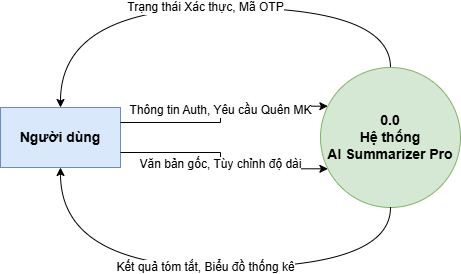 Trạng thái Xác thực, Mã OTP
Thông tin Auth, Yêu cầu Quên MK
Người dùng
0.0
Hệ thống
AI Summarizer Pro
Văn bản gốc, Tùy chỉnh độ dài
Kết quả tóm tắt, Biểu đồ thống kê